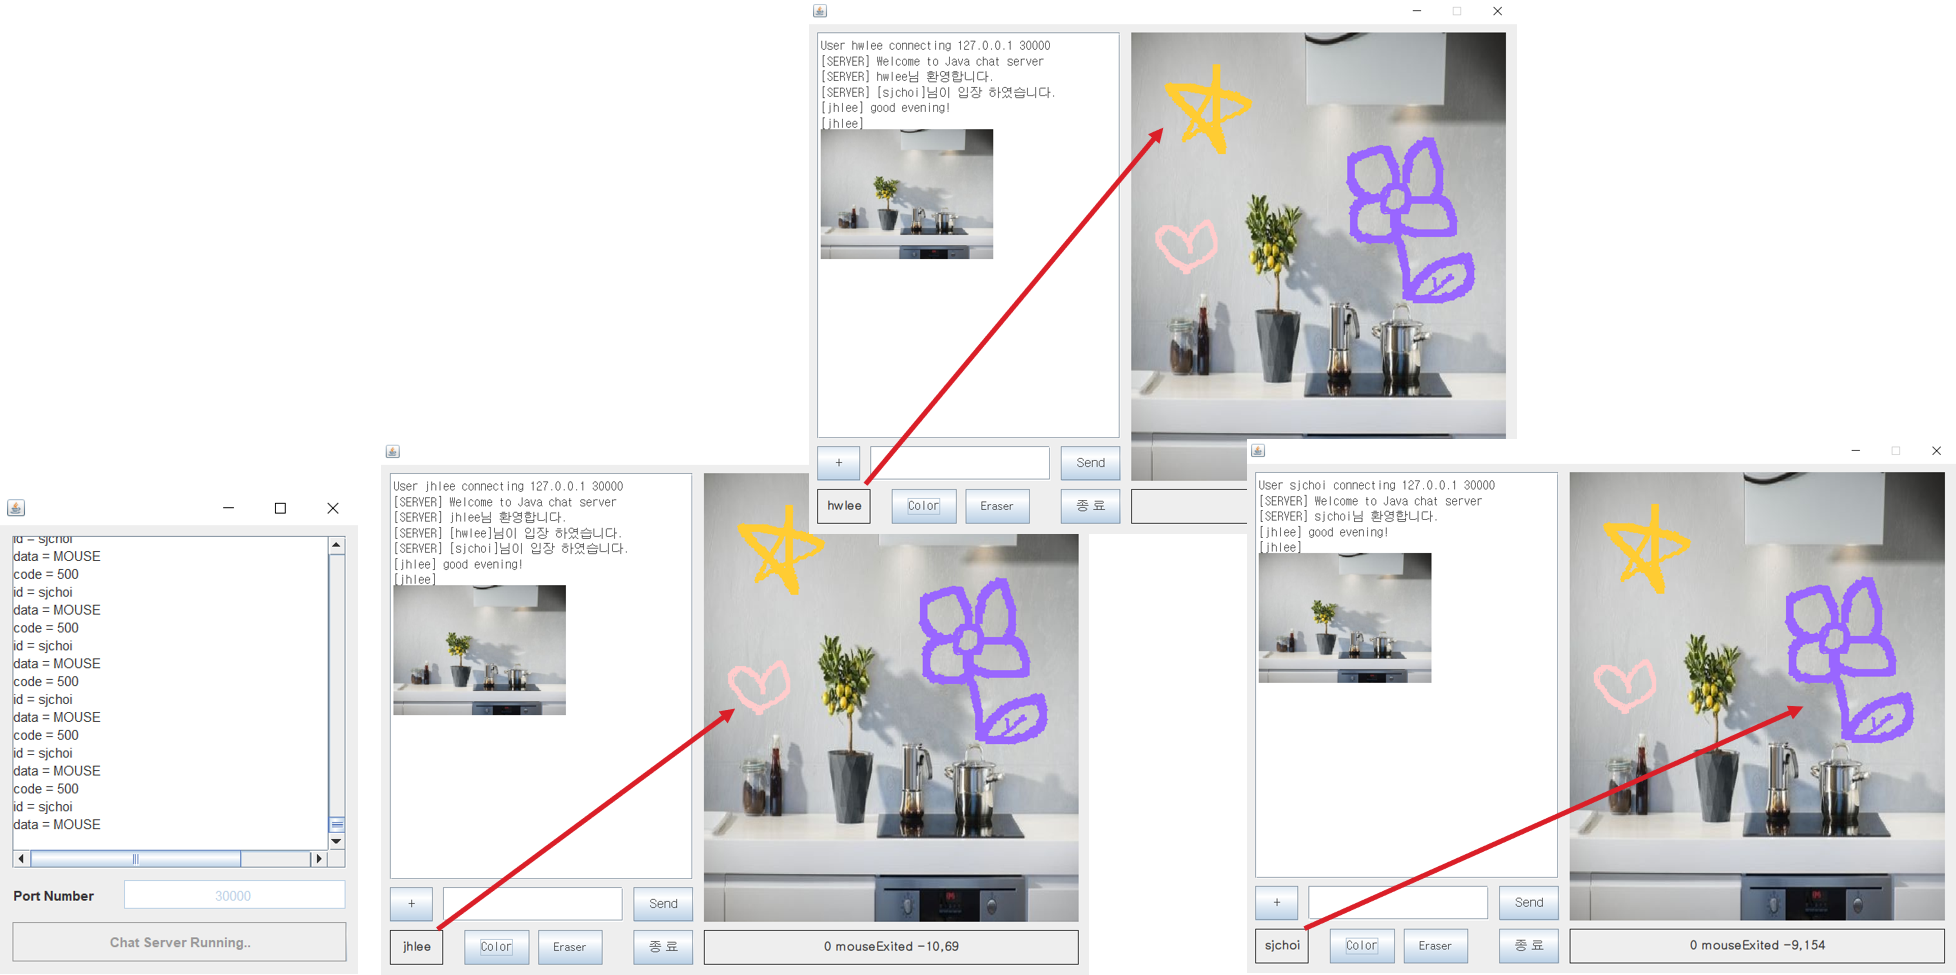 id = sjchoi
data = MOUSE
code = 500
id = sjchoi
data = MOUSE
code = 500
id = sjchoi
data = MOUSE
code = 500
id = sjchoi
data = MOUSE
code = 500
id = sjchoi
data = MOUSE
code = 500
id = sjchoi
data = MOUSE
Port Number
30000
Chat Server Running..
User jhlee connecting 127.0.0.1 30000
[SERVER] Welcome to Java chat server
[SERVER] jhlee님 환영합니다.
[SERVER] [hwlee]님이 입장 하였습니다.
[SERVER] [sjchoi]님이 입장 하였습니다.
[jhlee] good evening!
[jhlee]
+
Send
jhlee
Color
Eraser
종 료
0 mouseExited -10,69
User hwlee connecting 127.0.0.1 30000
[SERVER] Welcome to Java chat server
[SERVER] hwlee님 환영합니다.
[SERVER] [sjchoi]님이 입장 하였습니다.
[jhlee] good evening!
[jhlee]
+
Send
hwlee
Color
Eraser
종 료
User sjchoi connecting 127.0.0.1 30000
[SERVER] Welcome to Java chat server
[SERVER] sjchoi님 환영합니다.
[jhlee] good evening!
[jhlee]
+
Send
sjchoi
Color
Eraser
종 료
0 mouseExited -9,154